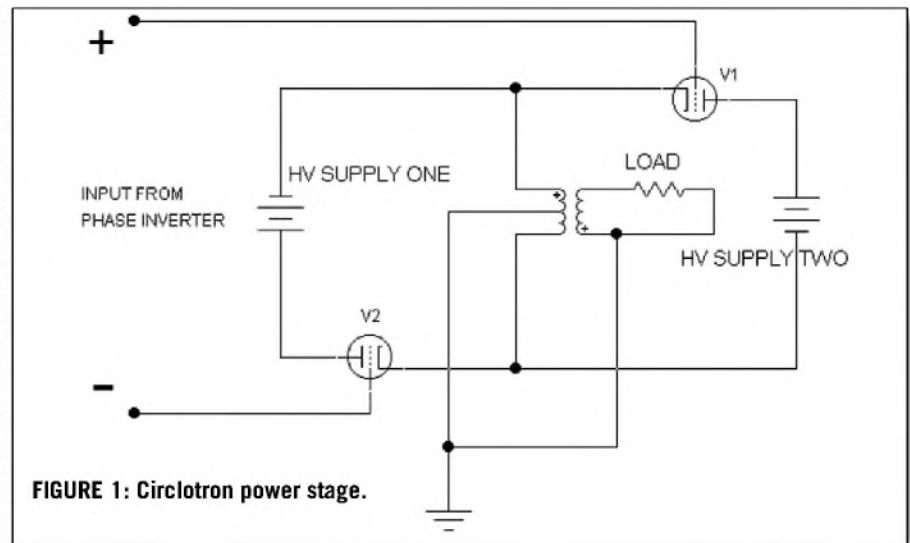 +
V1
HV SUPPLY ONE
LOAD
INPUT FROM
PHASE INVERTER
HV SUPPLY TWO
V2
-
FIGURE 1: Circlotron power stage.